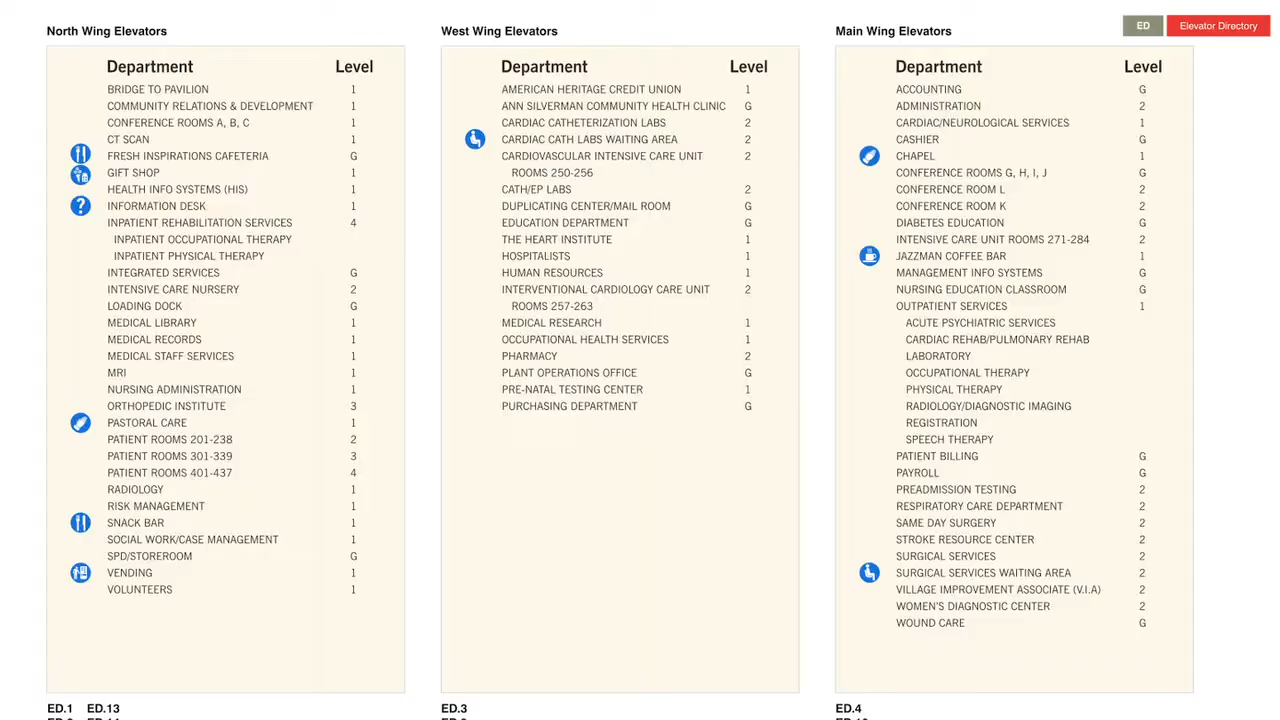 ED
Elevator Directory
North Wing Elevators
Department Level
BRIDGE TO PAVILION 1
COMMUNITY RELATIONS & DEVELOPMENT 1
CONFERENCE ROOMS A, B, C 1
CT SCAN 1
FRESH INSPIRATIONS CAFETERIA G
GIFT SHOP 1
HEALTH INFO SYSTEMS (HIS) 1
?
INFORMATION DESK 1
INPATIENT REHABILITATION SERVICES 4
INPATIENT OCCUPATIONAL THERAPY
INPATIENT PHYSICAL THERAPY
INTEGRATED SERVICES G
INTENSIVE CARE NURSERY 2
LOADING DOCK G
MEDICAL LIBRARY 1
MEDICAL RECORDS 1
MEDICAL STAFF SERVICES 1
MRI 1
NURSING ADMINISTRATION 1
ORTHOPEDIC INSTITUTE 3
PASTORAL CARE 1
PATIENT ROOMS 201-238 2
PATIENT ROOMS 301-339 3
PATIENT ROOMS 401-437 4
RADIOLOGY 1
RISK MANAGEMENT 1
SNACK BAR 1
SOCIAL WORK/CASE MANAGEMENT 1
SPD/STOREROOM G
VENDING 1
VOLUNTEERS 1
ED.1 ED.13
West Wing Elevators
Department Level
AMERICAN HERITAGE CREDIT UNION 1
ANN SILVERMAN COMMUNITY HEALTH CLINIC G
CARDIAC CATHETERIZATION LABS 2
CARDIAC CATH LABS WAITING AREA 2
CARDIOVASCULAR INTENSIVE CARE UNIT 2
ROOMS 250-256
CATH/EP LABS 2
DUPLICATING CENTER/MAIL ROOM G
EDUCATION DEPARTMENT G
THE HEART INSTITUTE 1
HOSPITALISTS 1
HUMAN RESOURCES 1
INTERVENTIONAL CARDIOLOGY CARE UNIT 2
ROOMS 257-263
MEDICAL RESEARCH 1
OCCUPATIONAL HEALTH SERVICES 1
PHARMACY 2
PLANT OPERATIONS OFFICE G
PRE-NATAL TESTING CENTER 1
PURCHASING DEPARTMENT G
ED.3
Main Wing Elevators
Department Level
ACCOUNTING G
ADMINISTRATION 2
CARDIAC/NEUROLOGICAL SERVICES 1
CASHIER G
CHAPEL 1
CONFERENCE ROOMS G, H, I, J G
CONFERENCE ROOM L 2
CONFERENCE ROOM K 2
DIABETES EDUCATION G
INTENSIVE CARE UNIT ROOMS 271-284 2
JAZZMAN COFFEE BAR 1
MANAGEMENT INFO SYSTEMS G
NURSING EDUCATION CLASSROOM G
OUTPATIENT SERVICES 1
ACUTE PSYCHIATRIC SERVICES
CARDIAC REHAB/PULMONARY REHAB
LABORATORY
OCCUPATIONAL THERAPY
PHYSICAL THERAPY
RADIOLOGY/DIAGNOSTIC IMAGING
REGISTRATION
SPEECH THERAPY
PATIENT BILLING G
PAYROLL G
PREADMISSION TESTING 2
RESPIRATORY CARE DEPARTMENT 2
SAME DAY SURGERY 2
STROKE RESOURCE CENTER 2
SURGICAL SERVICES 2
SURGICAL SERVICES WAITING AREA 2
VILLAGE IMPROVEMENT ASSOCIATE (V.I.A) 2
WOMEN'S DIAGNOSTIC CENTER 2
WOUND CARE G
ED.4